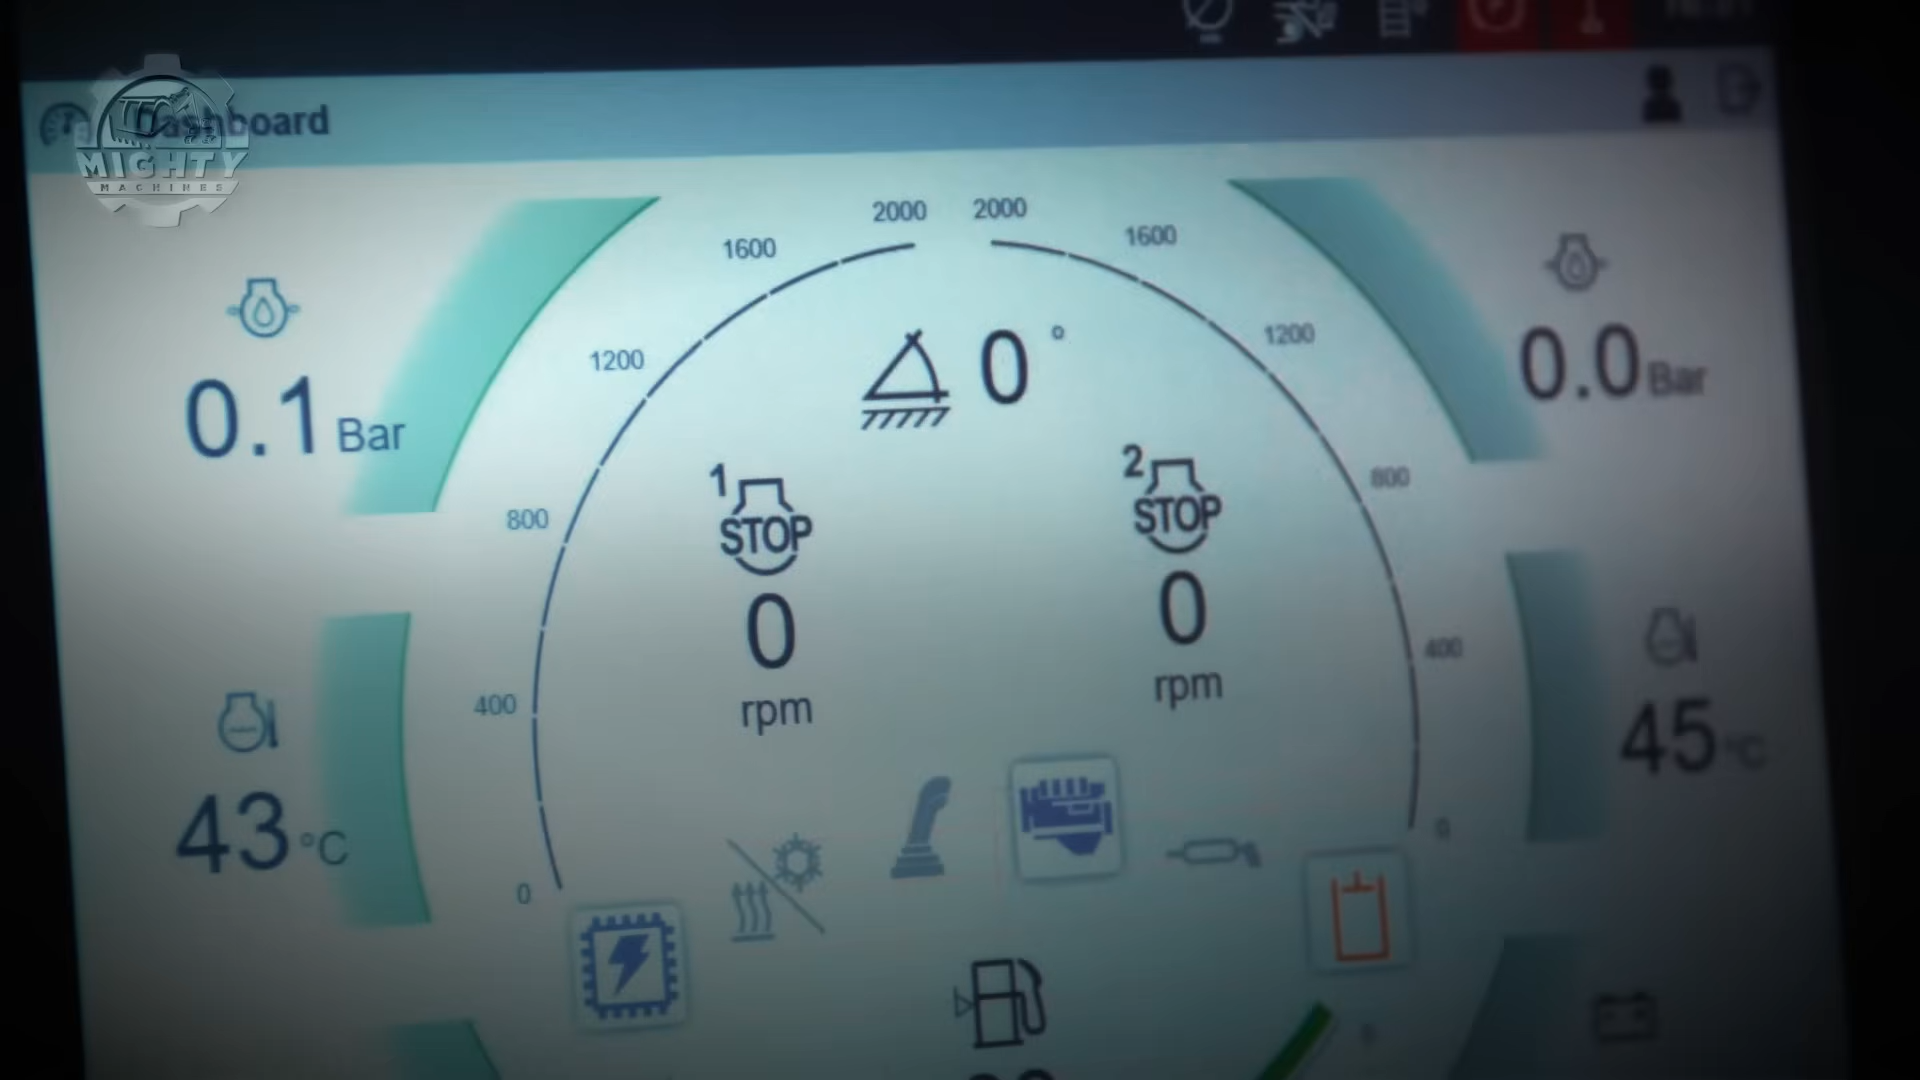 Dashboard
MIGHTY
MACHINES
2000 2000
1600 1600
1200 1200
0 °
0.1 Bar
0.0 Bar
800 800
1 STOP
2 STOP
0 0
rpm rpm
400 400
43 °C
45 °C
0 0